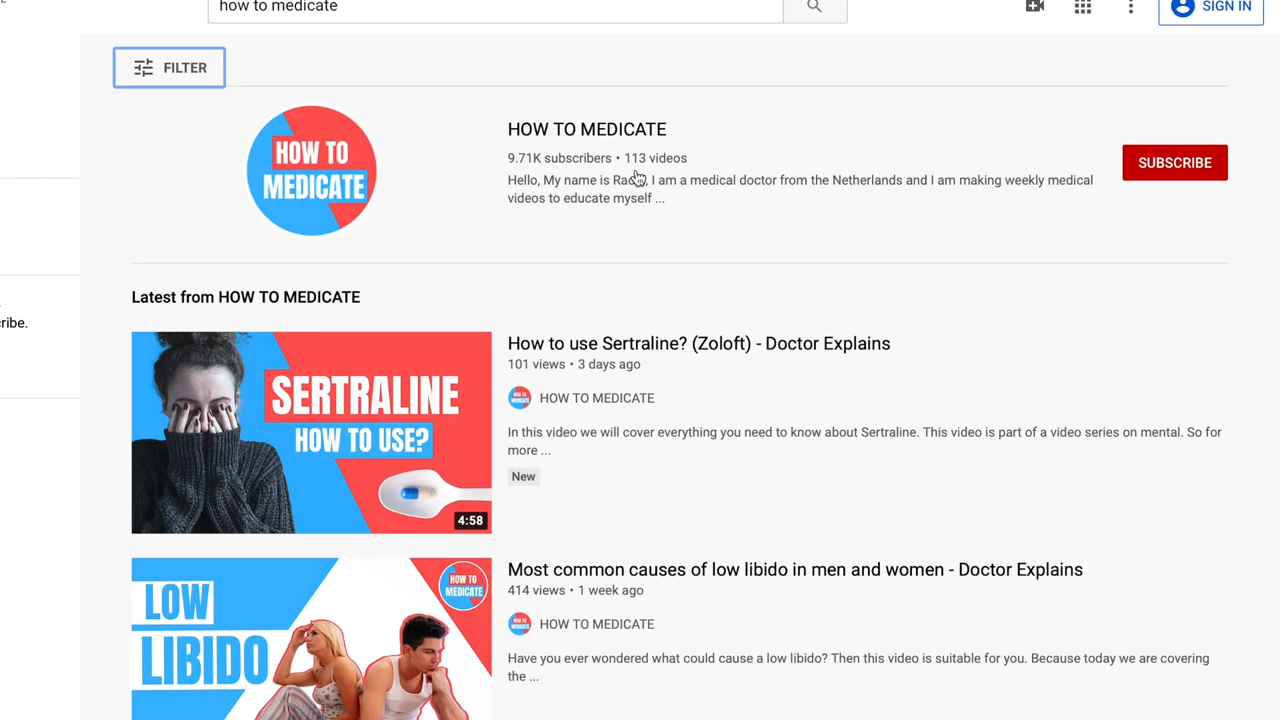 how to medicate
SIGN IN
FILTER
HOW TO
MEDICATE
HOW TO MEDICATE
9.71K subscribers • 113 videos
SUBSCRIBE
Hello, My name is I am a medical doctor from the Netherlands and I am making weekly medical
videos to educate myself ...
Latest from HOW TO MEDICATE
ribe.
SERTRALINE
HOW TO USE?
4:58
How to use Sertraline? (Zoloft) - Doctor Explains
101 views • 3 days ago
HOW TO MEDICATE
In this video we will cover everything you need to know about Sertraline. This video is part of a video series on mental. So for
more ...
New
LOW
LIBIDO
HOW TO
MEDICATE
Most common causes of low libido in men and women - Doctor Explains
414 views • 1 week ago
HOW TO MEDICATE
Have you ever wondered what could cause a low libido? Then this video is suitable for you. Because today we are covering
the ...